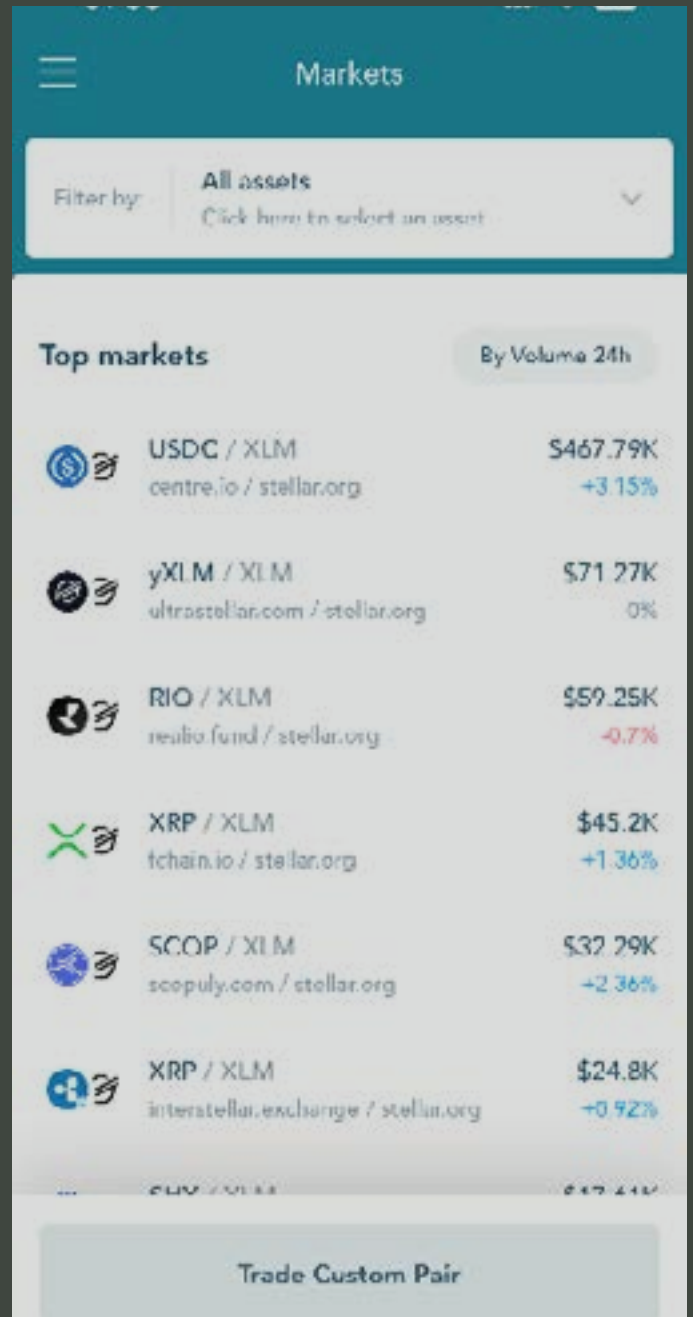 Markets
Filter by:
All assets
Click here to select an asset
Top markets
By Volume 24h
USDC / XLM
$467.79K
centre.io / stellar.org
+3.15%
yXLM / XLM
$71.27K
ultrastellar.com / stellar.org
0%
RIO / XLM
$59.25K
realio.fund / stellar.org
-0.7%
XRP / XLM
$45.2K
fchain.io / stellar.org
+1.36%
SCOP / XLM
$32.29K
scopuly.com / stellar.org
+2.36%
XRP / XLM
$24.8K
interstellar.exchange / stellar.org
+0.92%
Trade Custom Pair